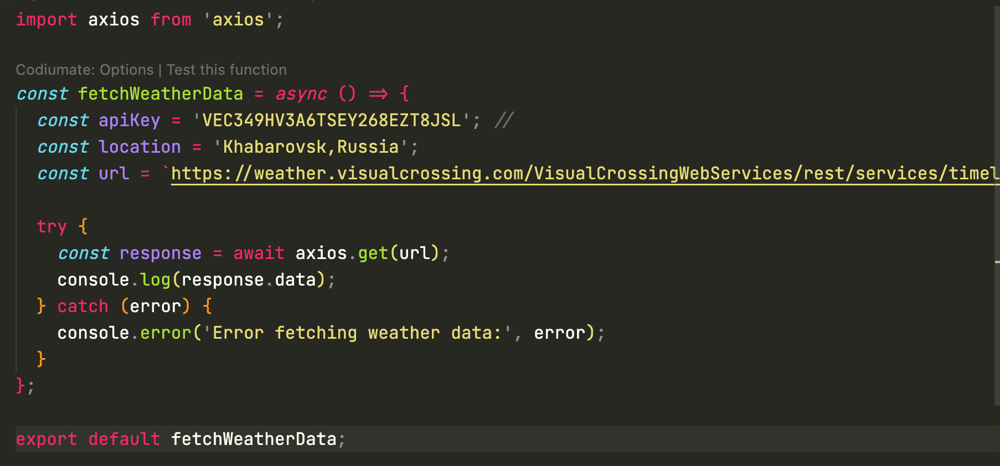 import axios from 'axios';
Codiumate: Options | Test this function
const fetchWeatherData = async () => {
const apiKey = 'VEC349HV3A6TSEY268EZT8JSL'; //
const location = 'Khabarovsk,Russia';
const url = `https://weather.visualcrossing.com/VisualCrossingWebServices/rest/services/timel
try {
const response = await axios.get(url);
console.log(response.data);
} catch (error) {
console.error('Error fetching weather data:', error);
}
};
export default fetchWeatherData;